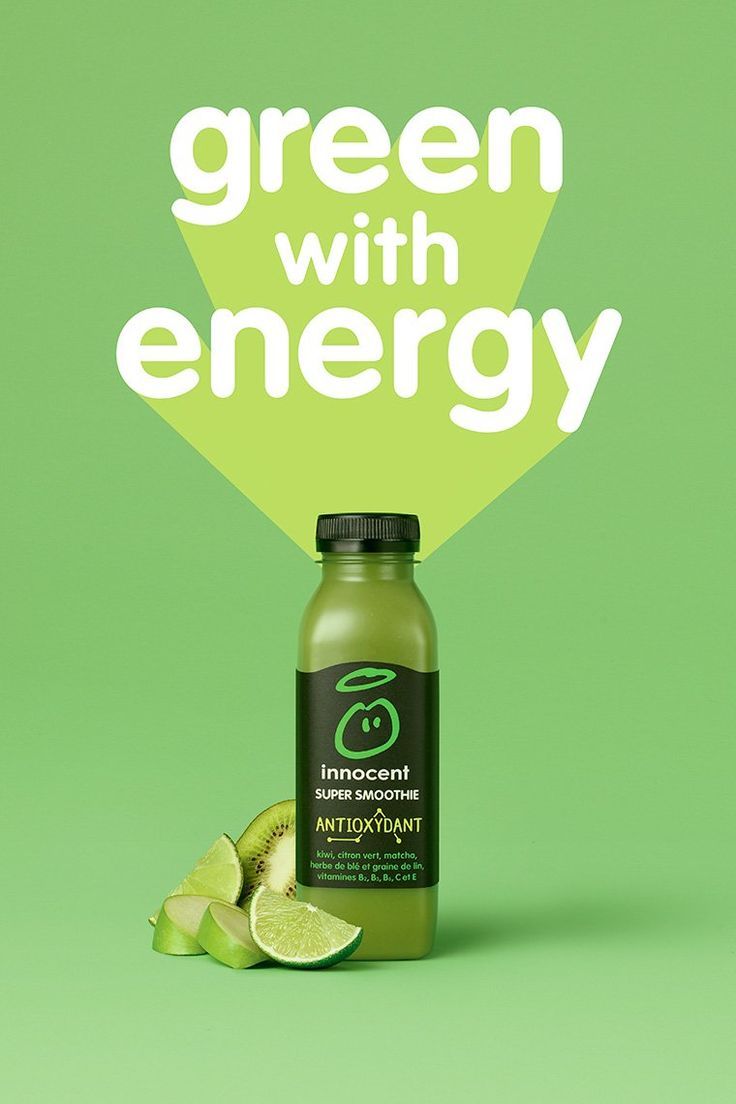 green
with
energy
innocent
SUPER SMOOTHIE
ANTIOXYDANT
kiwi, citron vert, matcha,
herbe de blé et graine de lin,
vitamines B₂, B₃, B₆, C et E